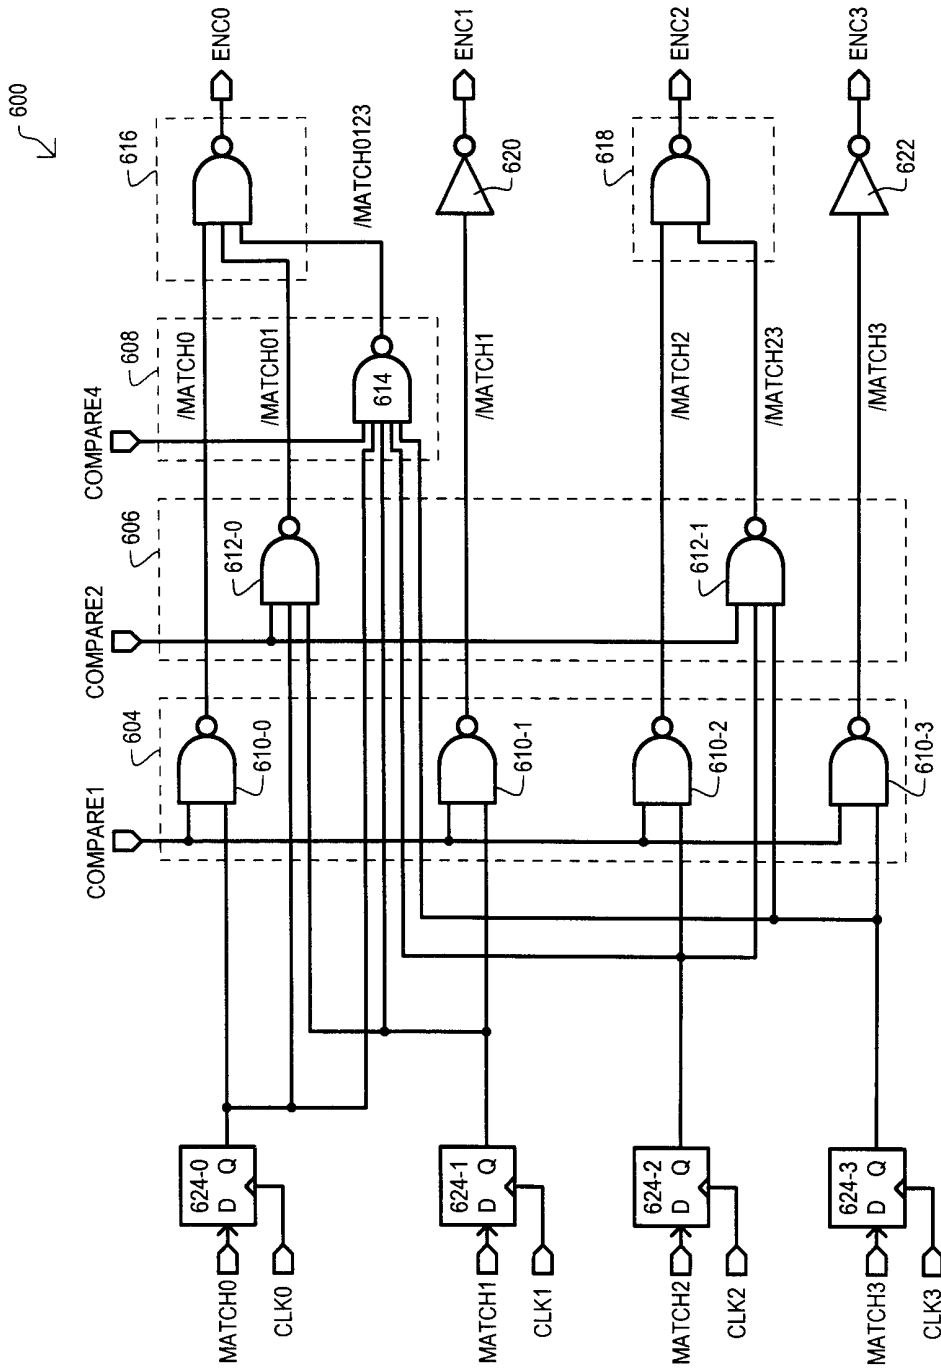 600
ENC0
ENC1
ENC2
ENC3
616
/MATCH0123
620
618
622
608
/MATCH0
/MATCH01
614
/MATCH1
/MATCH2
/MATCH23
/MATCH3
COMPARE4
606
612-0
612-1
COMPARE2
604
610-0
610-1
610-2
610-3
COMPARE1
624-0
D Q
624-1
D Q
624-2
D Q
624-3
D Q
MATCH0
CLK0
MATCH1
CLK1
MATCH2
CLK2
MATCH3
CLK3